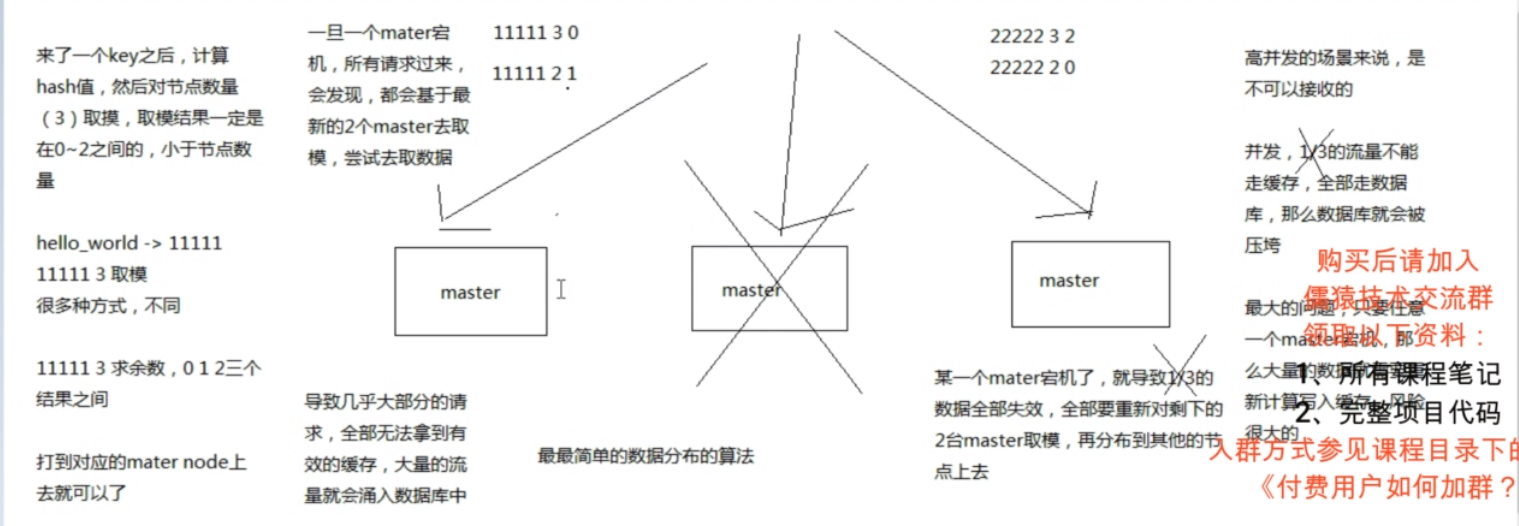 来了一个key之后，计算
hash值，然后对节点数量
（3）取摸，取模结果一定是
在0~2之间的，小于节点数
量
hello_world -> 11111
11111 3 取模
很多种方式，不同
11111 3 求余数，0 1 2三个
结果之间
打到对应的mater node上
去就可以了
一旦一个mater宕
机，所有请求过来，
会发现，都会基于最
新的2个master去取
模，尝试去取数据
11111 3 0
11111 2 1
导致几乎大部分的请
求，全部无法拿到有
效的缓存，大量的流
量就会涌入数据库中
master
master
master
最最简单的数据分布的算法
22222 3 2
22222 2 0
某一个mater宕机了，就导致1/3的
数据全部失效，全部要重新对剩下的
2台master取模，再分布到其他的节
点上去
高并发的场景来说，是
不可以接收的
并发，1/3的流量不能
走缓存，全部走数据
库，那么数据库就会被
压垮
最大的问题，只要任意
一个master宕机，那
么大量的数据
新计算写入缓存，风险
很大的
购买后请加入
儒猿技术交流群
领取以下资料：
1、所有课程笔记
2、完整项目代码
入群方式参见课程目录下的
《付费用户如何加群？